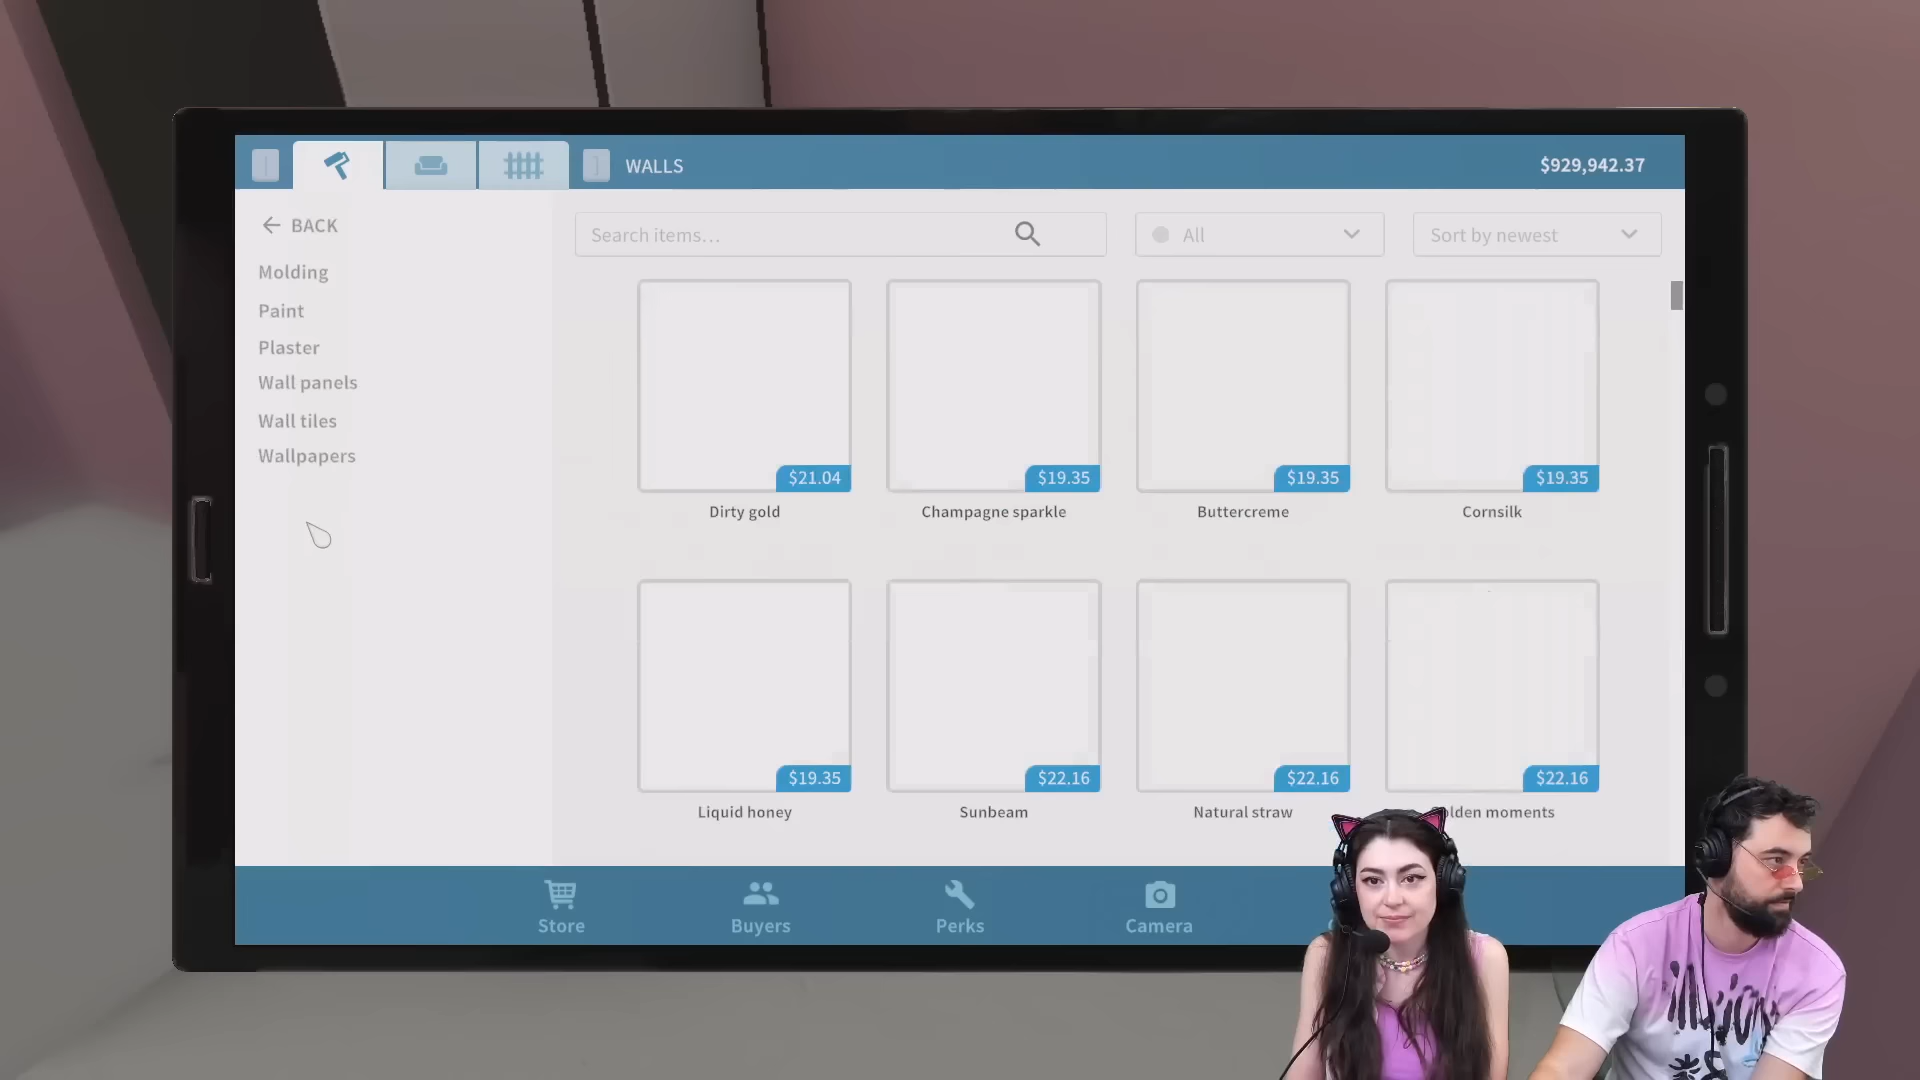 WALLS
$929,942.37
BACK
Molding
Paint
Plaster
Wall panels
Wall tiles
Wallpapers
Search items...
All
Sort by newest
$21.04
$19.35
$19.35
$19.35
Dirty gold
Champagne sparkle
Buttercreme
Cornsilk
$19.35
$22.16
$22.16
$22.16
Liquid honey
Sunbeam
Natural straw
lden moments
Store
Buyers
Perks
Camera